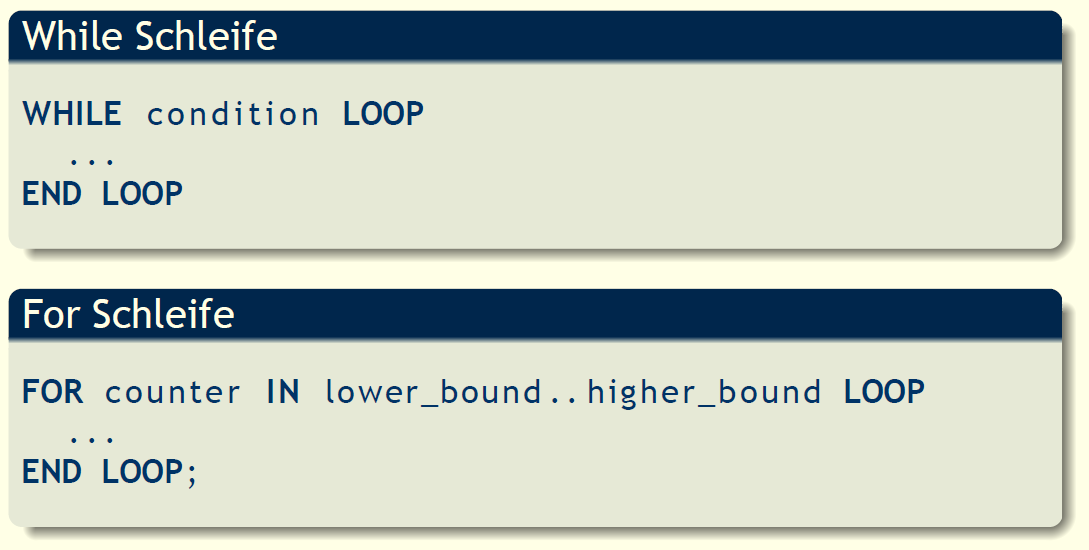 While Schleife
WHILE condition LOOP
...
END LOOP
For Schleife
FOR counter IN lower_bound..higher_bound LOOP
...
END LOOP;